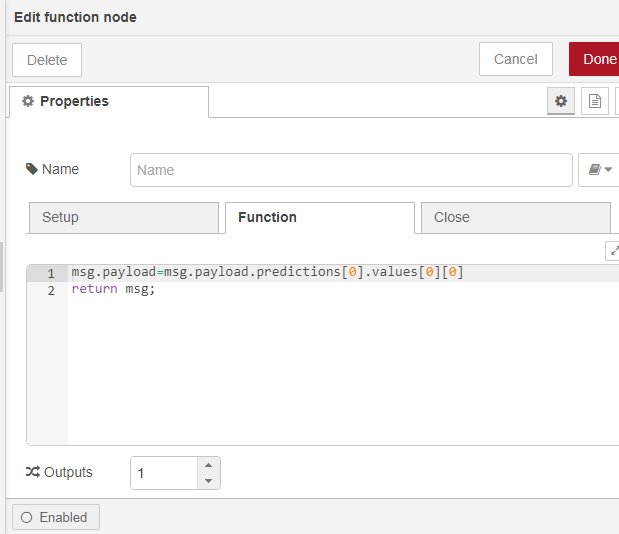 Edit function node
Delete
Cancel
Done
Properties
Name
Name
Setup
Function
Close
1 msg.payload=msg.payload.predictions[0].values[0][0]
2 return msg;
Outputs
1
Enabled